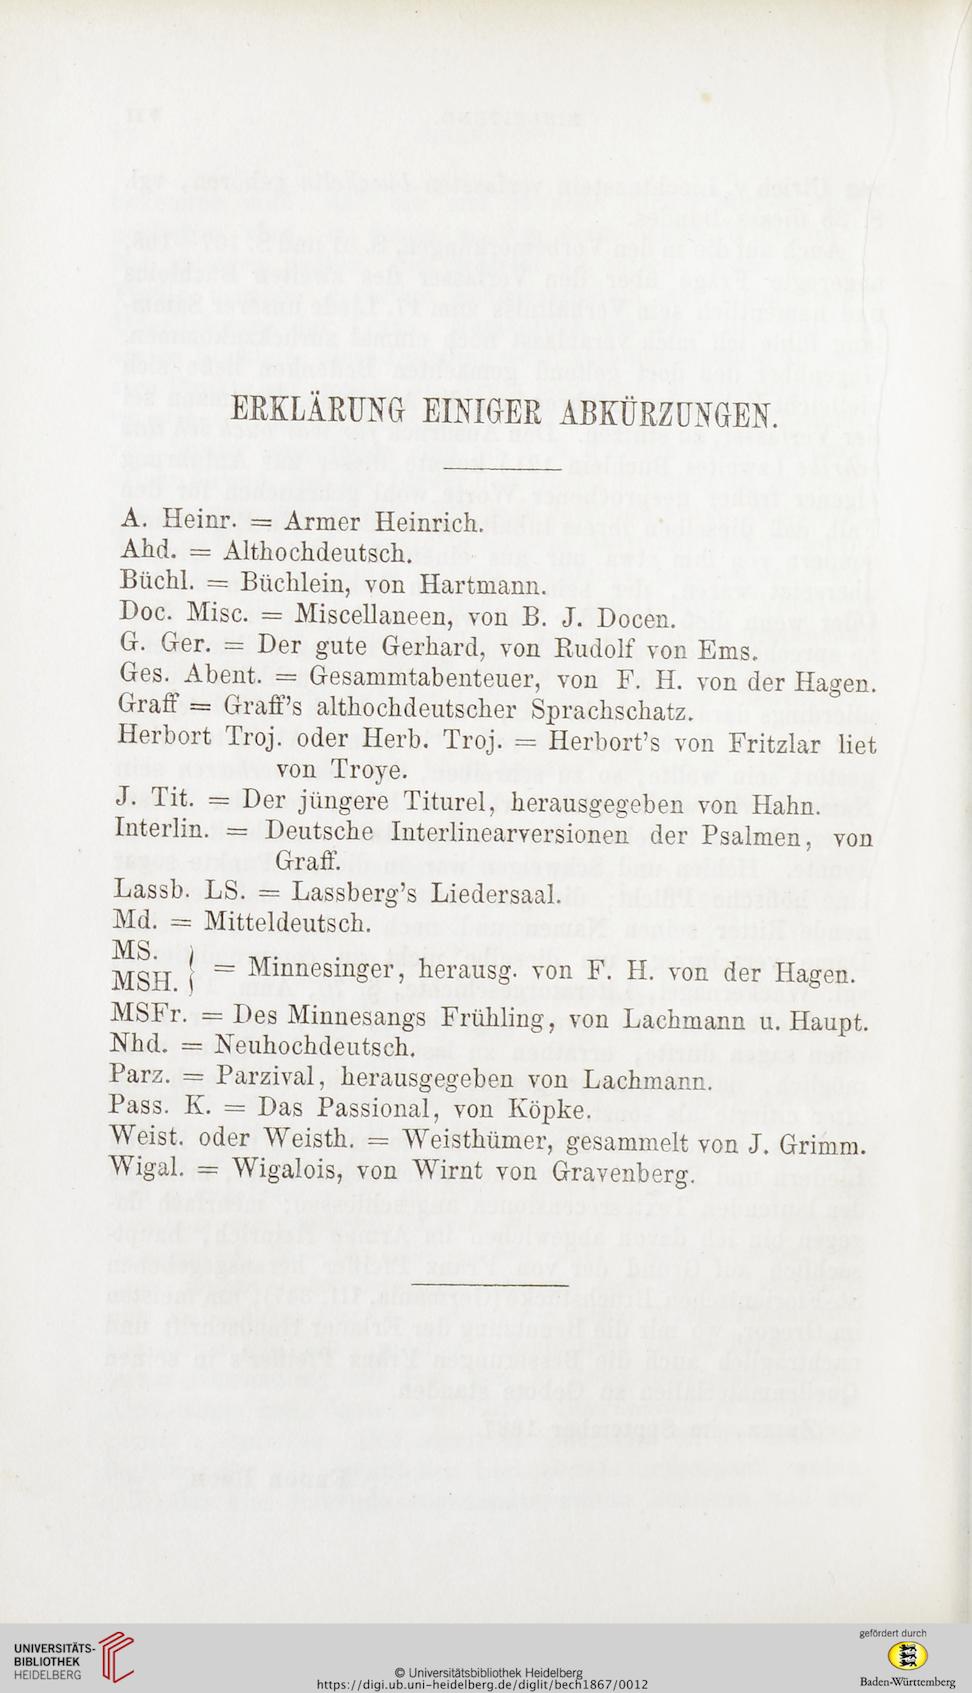 ERKLÄRUNG EINIGER ABKÜRZUNGEN.
A. Heinr. = Armer Heinrich.
Ahd. = Althochdeutsch.
Büchl. = Büchlein, von Hartmann.
Doc. Misc. = Miscellaneen, von B. J. Docen.
G. Ger. = Der gute Gerhard, von Rudolf von Ems.
Ges. Abent. = Gesammtabenteuer, von F. H. von der Hagen.
Graff = Graff's althochdeutscher Sprachschatz.
Herbort Troj. oder Herb. Troj. = Herbort's von Fritzlar liet
von Troye.
J. Tit. = Der jüngere Titurel, herausgegeben von Hahn.
Interlin. = Deutsche Interlinearversionen der Psalmen, von
Graff.
Lassb. LS. = Lassberg's Liedersaal.
Md. = Mitteldeutsch.
MS.
MSH. } = Minnesinger, herausg. von F. H. von der Hagen.
MSFr. = Des Minnesangs Frühling, von Lachmann u. Haupt.
Nhd. = Neuhochdeutsch.
Parz. = Parzival, herausgegeben von Lachmann.
Pass. K. = Das Passional, von Köpke.
Weist. oder Weisth. = Weisthümer, gesammelt von J. Grimm.
Wigal. = Wigalois, von Wirnt von Gravenberg.
UNIVERSITÄTS-
BIBLIOTHEK
HEIDELBERG
© Universitätsbibliothek Heidelberg
https://digi.ub.uni-heidelberg.de/diglit/bech1867/0012
gefördert durch
Baden-Württemberg